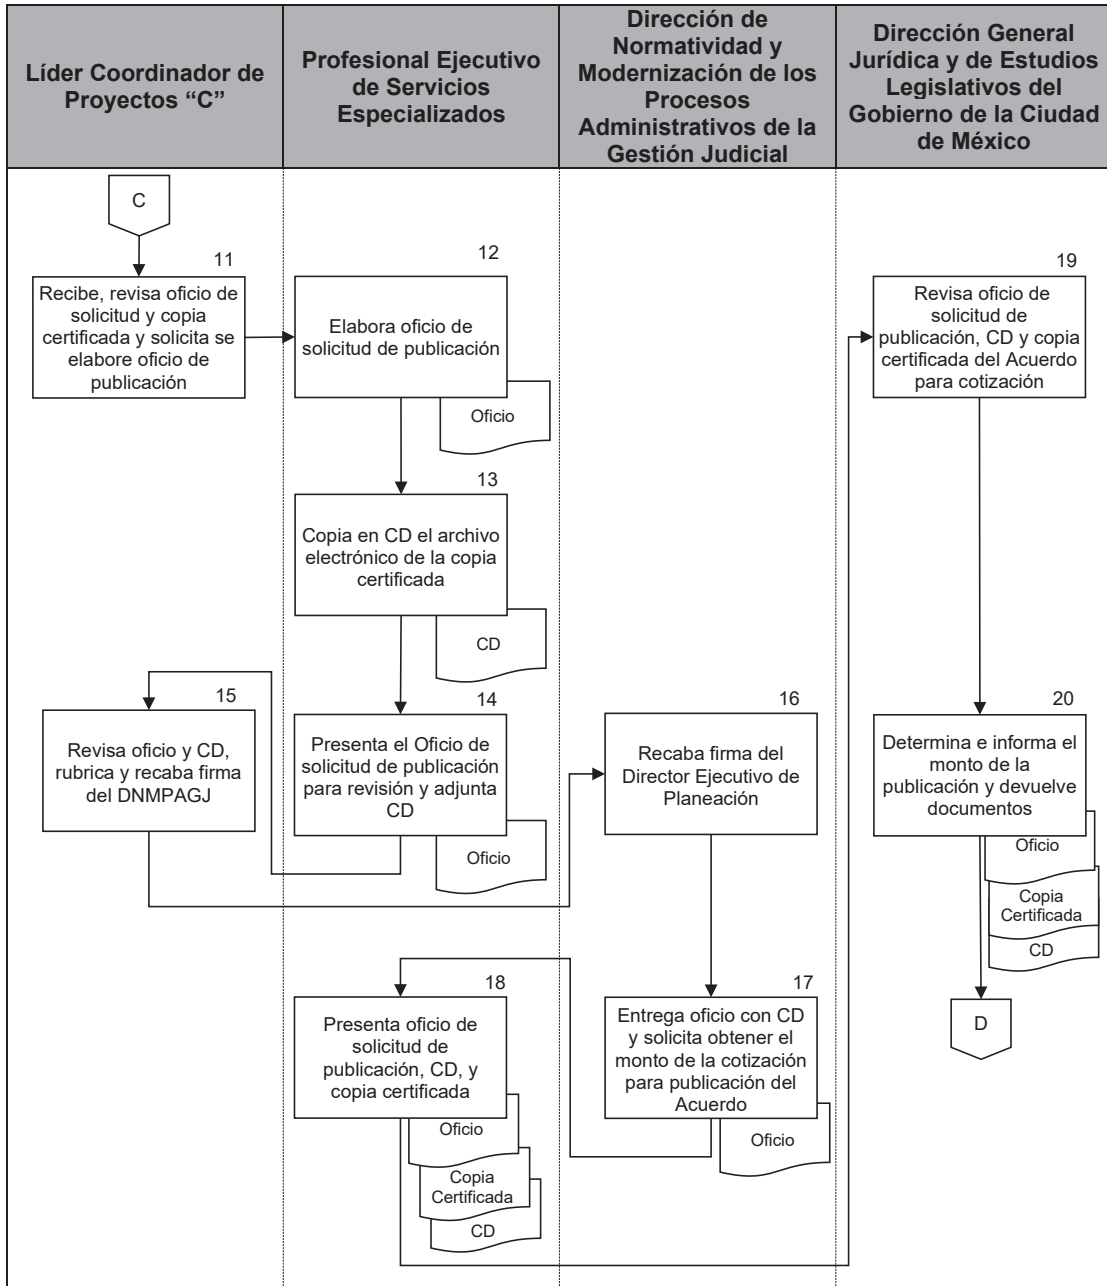 Líder Coordinador de
Proyectos “C”
Profesional Ejecutivo
de Servicios
Especializados
Dirección de
Normatividad y
Modernización de los
Procesos
Administrativos de la
Gestión Judicial
Dirección General
Jurídica y de Estudios
Legislativos del
Gobierno de la Ciudad
de México
C
11
Recibe, revisa oficio de
solicitud y copia
certificada y solicita se
elabore oficio de
publicación
12
Elabora oficio de
solicitud de publicación
Oficio
13
Copia en CD el archivo
electrónico de la copia
certificada
CD
14
Presenta el Oficio de
solicitud de publicación
para revisión y adjunta
CD
Oficio
15
Revisa oficio y CD,
rubrica y recaba firma
del DNMPAGJ
16
Recaba firma del
Director Ejecutivo de
Planeación
17
Entrega oficio con CD
y solicita obtener el
monto de la cotización
para publicación del
Acuerdo
Oficio
18
Presenta oficio de
solicitud de
publicación, CD, y
copia certificada
Oficio
Copia
Certificada
CD
19
Revisa oficio de
solicitud de
publicación, CD y copia
certificada del Acuerdo
para cotización
20
Determina e informa el
monto de la
publicación y devuelve
documentos
Oficio
Copia
Certificada
CD
D